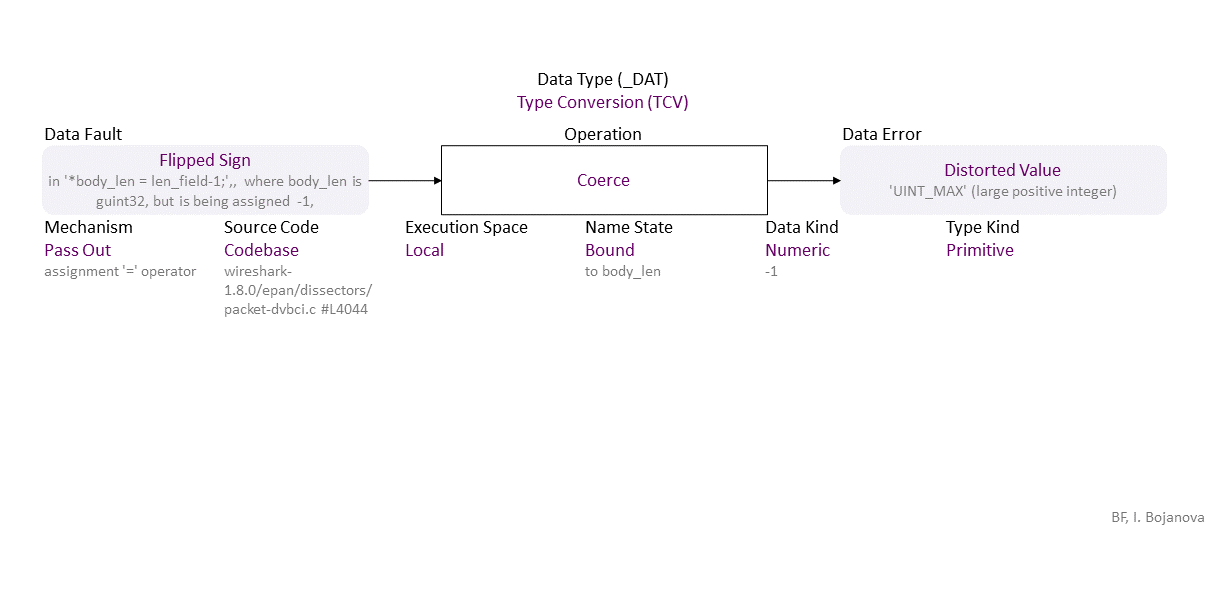 Data Type (_DAT)
Type Conversion (TCV)
Data Fault
Operation
Data Error
Flipped Sign
in '*body_len = len_field-1;',, where body_len is
guint32, but is being assigned -1,
Coerce
Distorted Value
'UINT_MAX' (large positive integer)
Mechanism
Pass Out
assignment '=' operator
Source Code
Codebase
wireshark-
1.8.0/epan/dissectors/
packet-dvbci.c #L4044
Execution Space
Local
Name State
Bound
to body_len
Data Kind
Numeric
-1
Type Kind
Primitive
BF, I. Bojanova